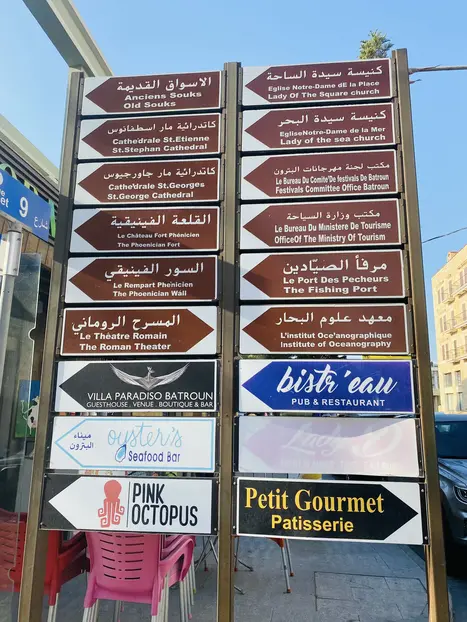 الاسواق القديمة
Anciens Souks
Old Souks
كاتدرائية مار اسطفانوس
Cathedrale St.Etienne
St.Stephan Cathedral
كاتدرائية مار جاورجيوس
Cathe'drale St.Georges
St.George Cathedral
القلعة الفينيقية
Le Château Fort Phénicien
The Phoenician Fort
السور الفينيقي
Le Rempart Phenicien
The Phoenician Wall
المسرح الروماني
Le Théatre Romain
The Roman Theater
VILLA PARADISO BATROUN
GUESTHOUSE . VENUE . BOUTIQUE & BAR
ميناء
البترون
oyster's
Seafood Bar
PINK
OCTOPUS
كنيسة سيدة الساحة
Eglise Notre-Dame dE la Place
Lady Of The Square church
كنيسة سيدة البحر
EgliseNotre-Dame de la Mer
Lady of the sea church
مكتب لجنة مهرجانات البترون
Le Bureau Du Comite'De festivals De Batroun
Festivals Committee Office Batroun
مكتب وزارة السياحة
Le Bureau Du Ministere De Tourisme
OfficeOf The Ministry Of Tourism
مرفأ الصيّادين
Le Port Des Pecheurs
The Fishing Port
معهد علوم البحار
L'institut Oce'anographique
Institute of Oceanography
bistr'eau
PUB & RESTAURANT
Petit Gourmet
Patisserie
شارع
9